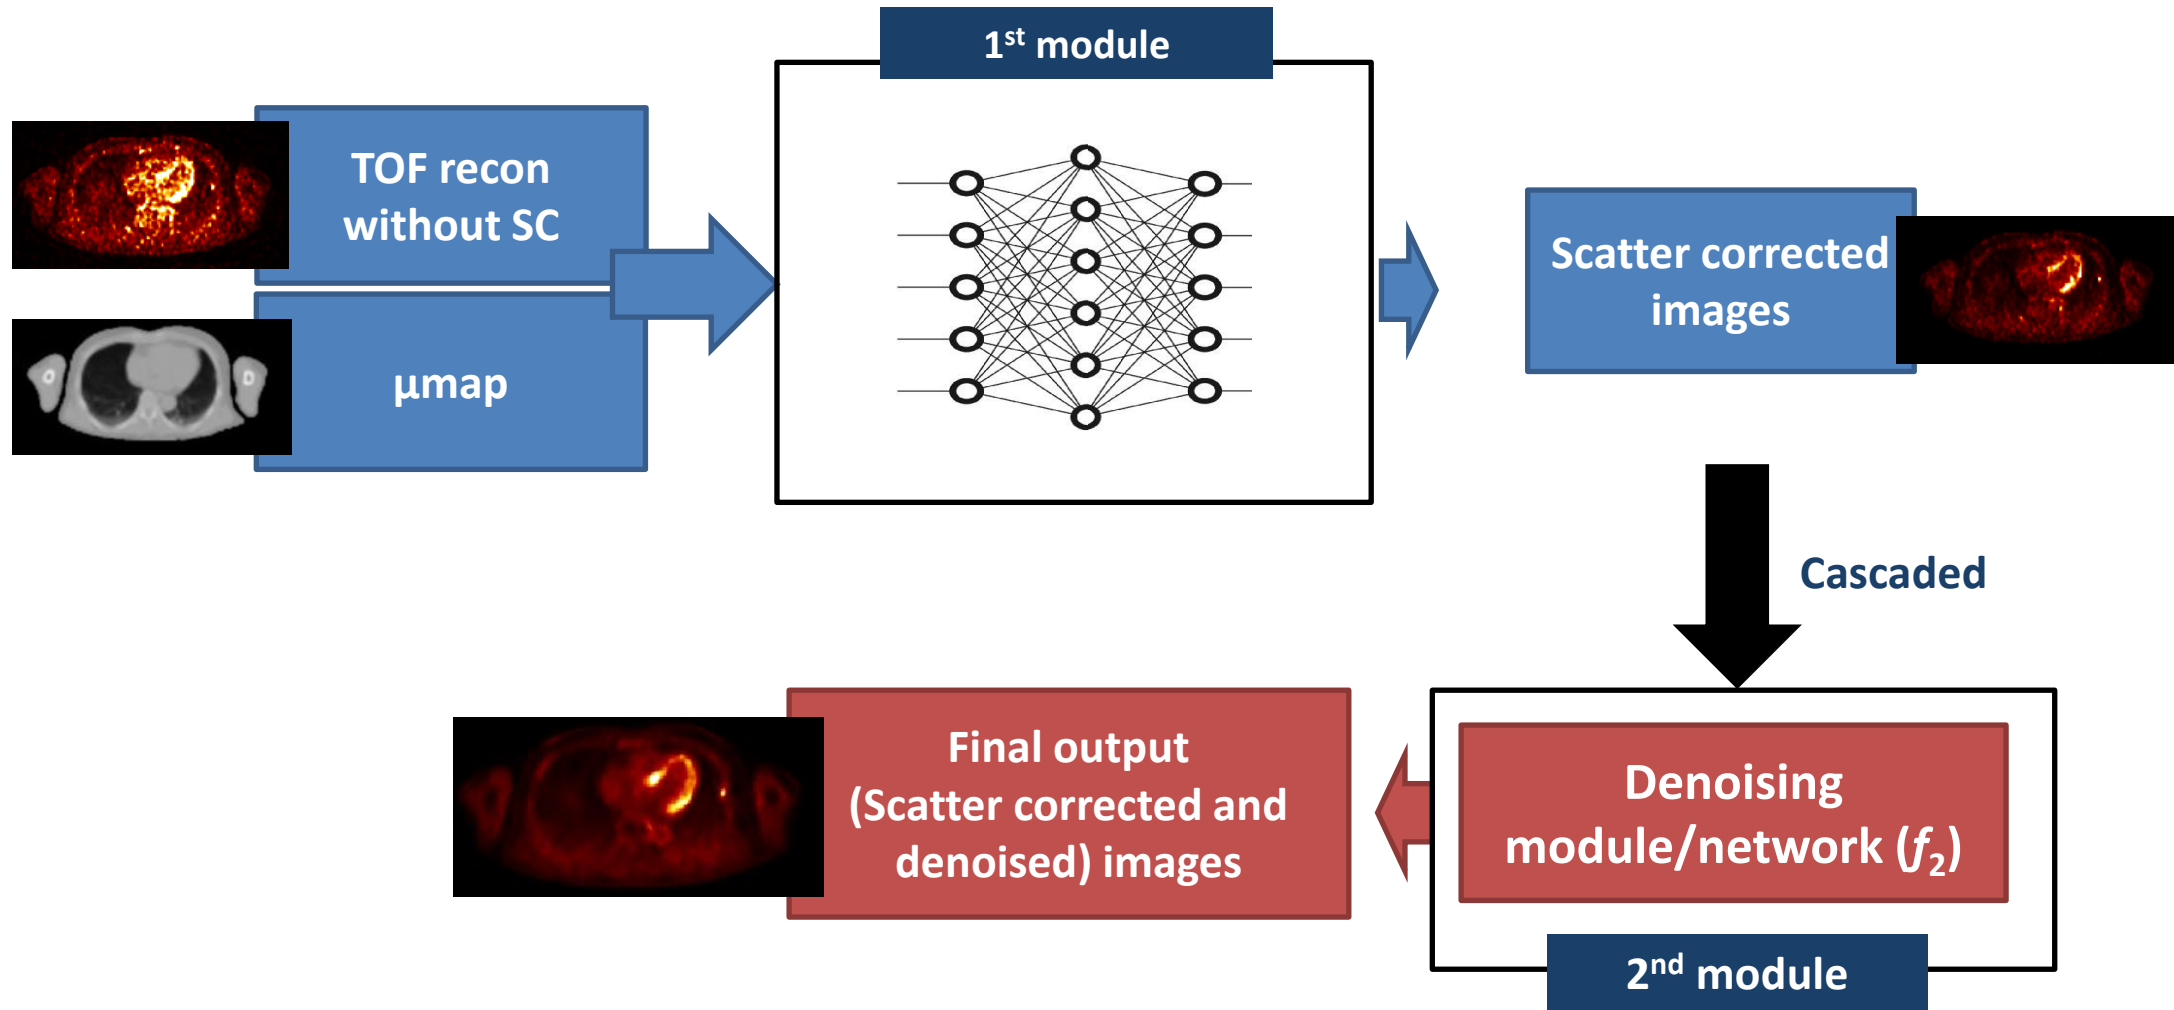 1st module
TOF recon
without SC
μmap
Scatter corrected
images
Cascaded
Denoising
module/network (f2)
2nd module
Final output
(Scatter corrected and
denoised) images